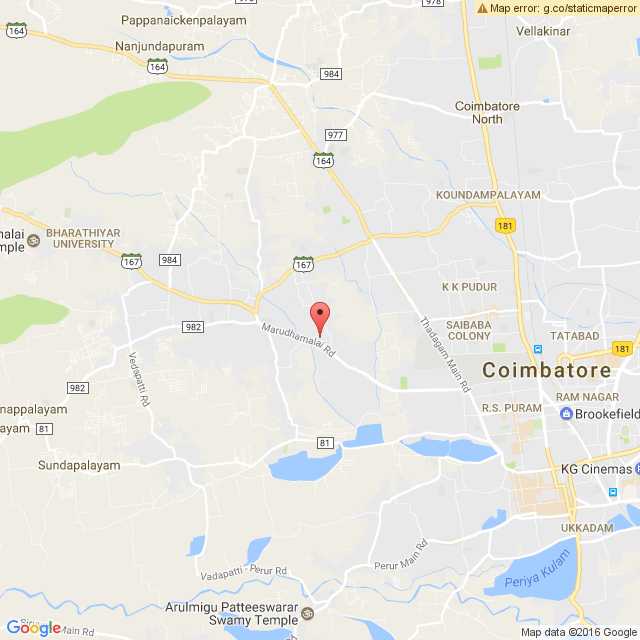 978
978
Map error: g.co/staticmaperror
164
Pappanaickenpalayam
Nanjundapuram
Vellakinar
164
984
Coimbatore
North
977
164
KOUNDAMPALAYAM
181
malai
mple
BHARATHIYAR
UNIVERSITY
167
984
167
K K PUDUR
982
Marudhamalai Rd
Thadagam Main Rd
SAIBABA
COLONY
TATABAD
181
Vedapatti Rd
Coimbatore
982
RAM NAGAR
nappalayam
R.S. PURAM
Brookefield
ayam
81
81
Sundapalayam
KG Cinemas
UKKADAM
Perur Main Rd
Vadapatti - Perur Rd
Periya Kulam
Arulmigu Patteeswarar
Swamy Temple
Google
Main Rd
Map data ©2016 Google